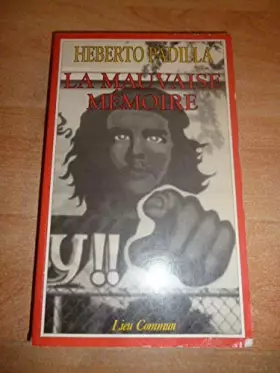 HEBERTO PADILLA
LA MAUVAISE
MÉMOIRE
y!!
Lieu Commun